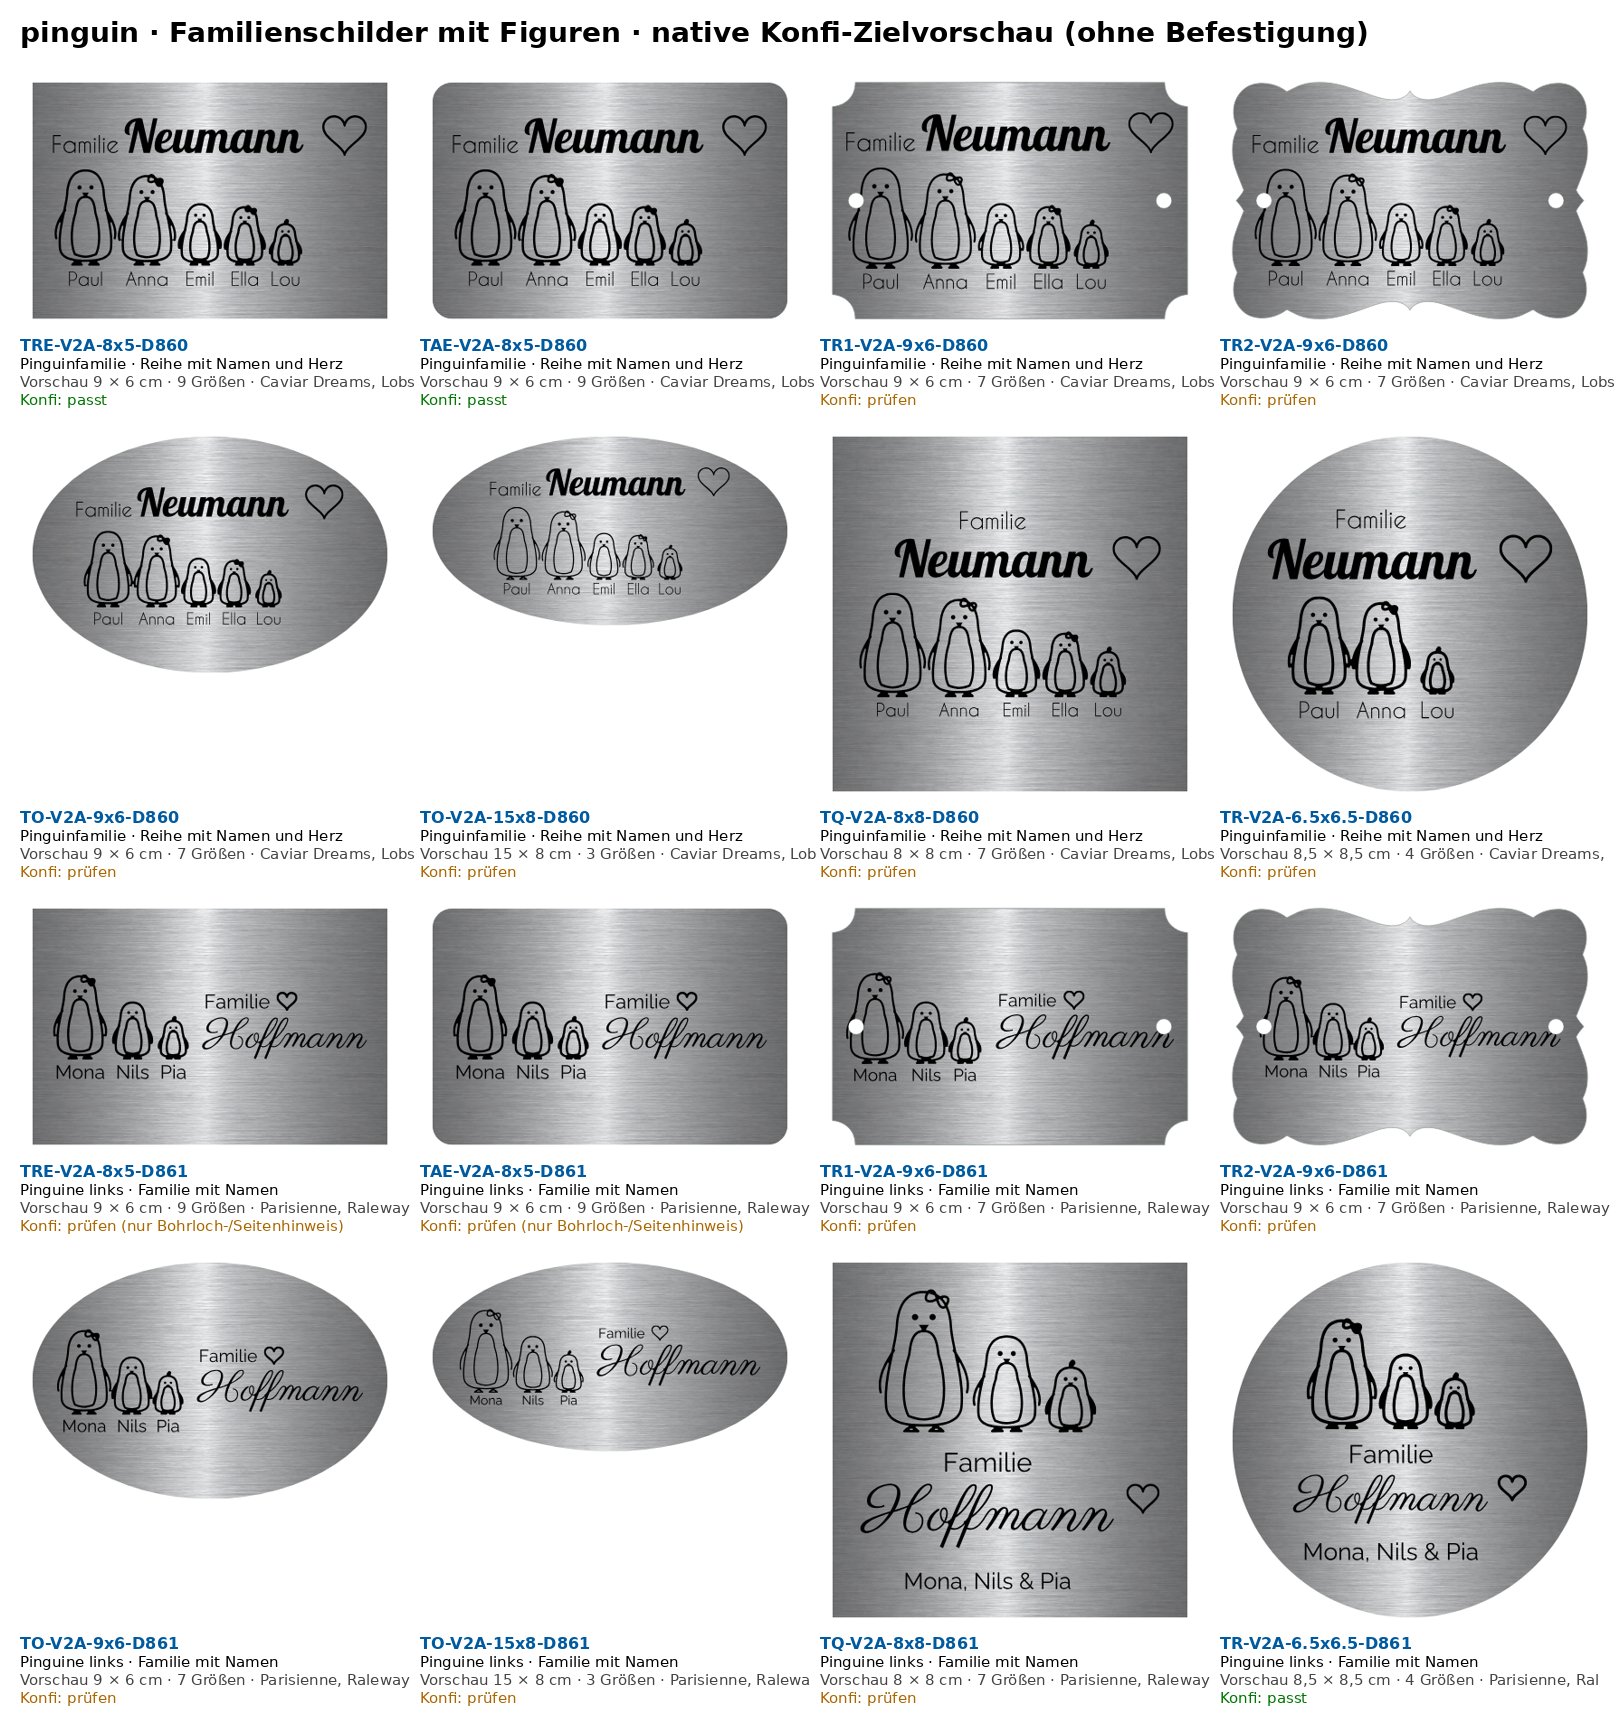 pinguin · Familienschilder mit Figuren · native Konfi-Zielvorschau (ohne Befestigung)
Familie Neumann
Paul Anna Emil Ella Lou
TRE-V2A-8x5-D860
Pinguinfamilie · Reihe mit Namen und Herz
Vorschau 9 × 6 cm · 9 Größen · Caviar Dreams, Lobs
Konfi: passt
Familie Neumann
Paul Anna Emil Ella Lou
TAE-V2A-8x5-D860
Pinguinfamilie · Reihe mit Namen und Herz
Vorschau 9 × 6 cm · 9 Größen · Caviar Dreams, Lobs
Konfi: passt
Familie Neumann
Paul Anna Emil Ella Lou
TR1-V2A-9x6-D860
Pinguinfamilie · Reihe mit Namen und Herz
Vorschau 9 × 6 cm · 7 Größen · Caviar Dreams, Lobs
Konfi: prüfen
Familie Neumann
Paul Anna Emil Ella Lou
TR2-V2A-9x6-D860
Pinguinfamilie · Reihe mit Namen und Herz
Vorschau 9 × 6 cm · 7 Größen · Caviar Dreams, Lobs
Konfi: prüfen
Familie Neumann
Paul Anna Emil Ella Lou
TO-V2A-9x6-D860
Pinguinfamilie · Reihe mit Namen und Herz
Vorschau 9 × 6 cm · 7 Größen · Caviar Dreams, Lobs
Konfi: prüfen
Familie Neumann
Paul Anna Emil Ella Lou
TO-V2A-15x8-D860
Pinguinfamilie · Reihe mit Namen und Herz
Vorschau 15 × 8 cm · 3 Größen · Caviar Dreams, Lob
Konfi: prüfen
Familie
Neumann
Paul Anna Emil Ella Lou
TQ-V2A-8x8-D860
Pinguinfamilie · Reihe mit Namen und Herz
Vorschau 8 × 8 cm · 7 Größen · Caviar Dreams, Lobs
Konfi: prüfen
Familie
Neumann
Paul Anna Lou
TR-V2A-6.5x6.5-D860
Pinguinfamilie · Reihe mit Namen und Herz
Vorschau 8,5 × 8,5 cm · 4 Größen · Caviar Dreams,
Konfi: prüfen
Familie
Hoffmann
Mona Nils Pia
TRE-V2A-8x5-D861
Pinguine links · Familie mit Namen
Vorschau 9 × 6 cm · 9 Größen · Parisienne, Raleway
Konfi: prüfen (nur Bohrloch-/Seitenhinweis)
Familie
Hoffmann
Mona Nils Pia
TAE-V2A-8x5-D861
Pinguine links · Familie mit Namen
Vorschau 9 × 6 cm · 9 Größen · Parisienne, Raleway
Konfi: prüfen (nur Bohrloch-/Seitenhinweis)
Familie
Hoffmann
Mona Nils Pia
TR1-V2A-9x6-D861
Pinguine links · Familie mit Namen
Vorschau 9 × 6 cm · 7 Größen · Parisienne, Raleway
Konfi: prüfen
Familie
Hoffmann
Mona Nils Pia
TR2-V2A-9x6-D861
Pinguine links · Familie mit Namen
Vorschau 9 × 6 cm · 7 Größen · Parisienne, Raleway
Konfi: prüfen
Familie
Hoffmann
Mona Nils Pia
TO-V2A-9x6-D861
Pinguine links · Familie mit Namen
Vorschau 9 × 6 cm · 7 Größen · Parisienne, Raleway
Konfi: prüfen
Familie
Hoffmann
Mona Nils Pia
TO-V2A-15x8-D861
Pinguine links · Familie mit Namen
Vorschau 15 × 8 cm · 3 Größen · Parisienne, Ralewa
Konfi: prüfen
Familie
Hoffmann
Mona, Nils & Pia
TQ-V2A-8x8-D861
Pinguine links · Familie mit Namen
Vorschau 8 × 8 cm · 7 Größen · Parisienne, Raleway
Konfi: prüfen
Familie
Hoffmann
Mona, Nils & Pia
TR-V2A-6.5x6.5-D861
Pinguine links · Familie mit Namen
Vorschau 8,5 × 8,5 cm · 4 Größen · Parisienne, Ral
Konfi: passt